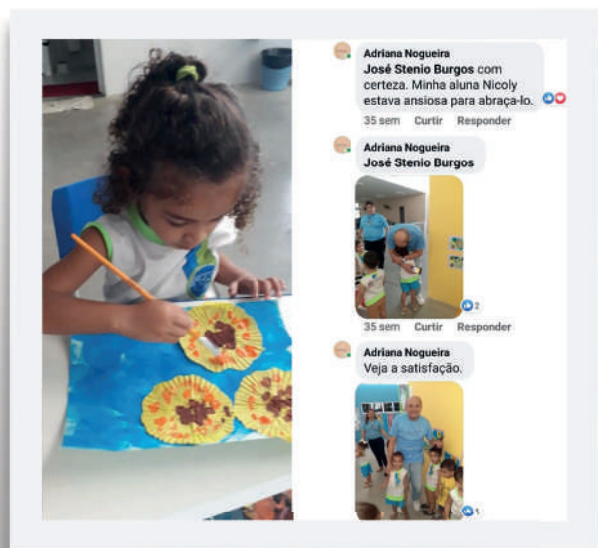 Adriana Nogueira
José Stenio Burgos com
certeza. Minha aluna Nicoly
estava ansiosa para abraça-lo.
35 sem Curtir Responder
Adriana Nogueira
José Stenio Burgos
2
35 sem Curtir Responder
Adriana Nogueira
Veja a satisfação.